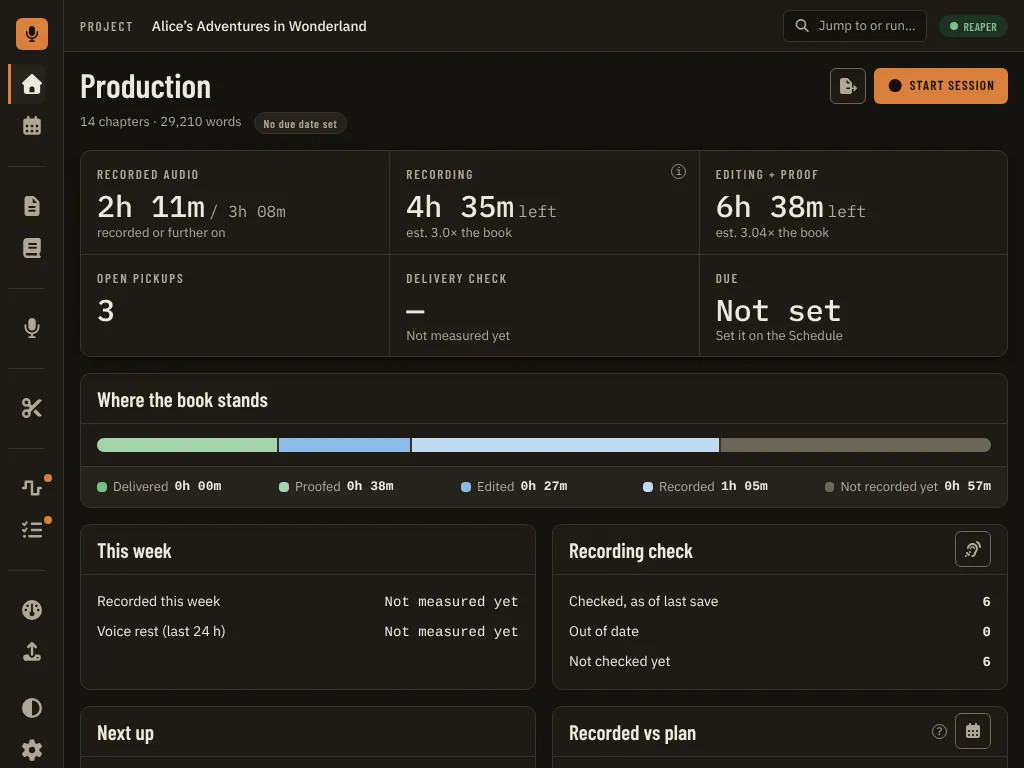 PROJECT Alice's Adventures in Wonderland
Jump to or run...
REAPER
Production
START SESSION
14 chapters · 29,210 words
No due date set
RECORDED AUDIO
2h 11m / 3h 08m
recorded or further on
RECORDING
4h 35m left
est. 3.0× the book
EDITING + PROOF
6h 38m left
est. 3.04× the book
OPEN PICKUPS
3
DELIVERY CHECK
—
Not measured yet
DUE
Not set
Set it on the Schedule
Where the book stands
Delivered 0h 00m
Proofed 0h 38m
Edited 0h 27m
Recorded 1h 05m
Not recorded yet 0h 57m
This week
Recorded this week Not measured yet
Voice rest (last 24 h) Not measured yet
Recording check
Checked, as of last save 6
Out of date 0
Not checked yet 6
Next up
Recorded vs plan